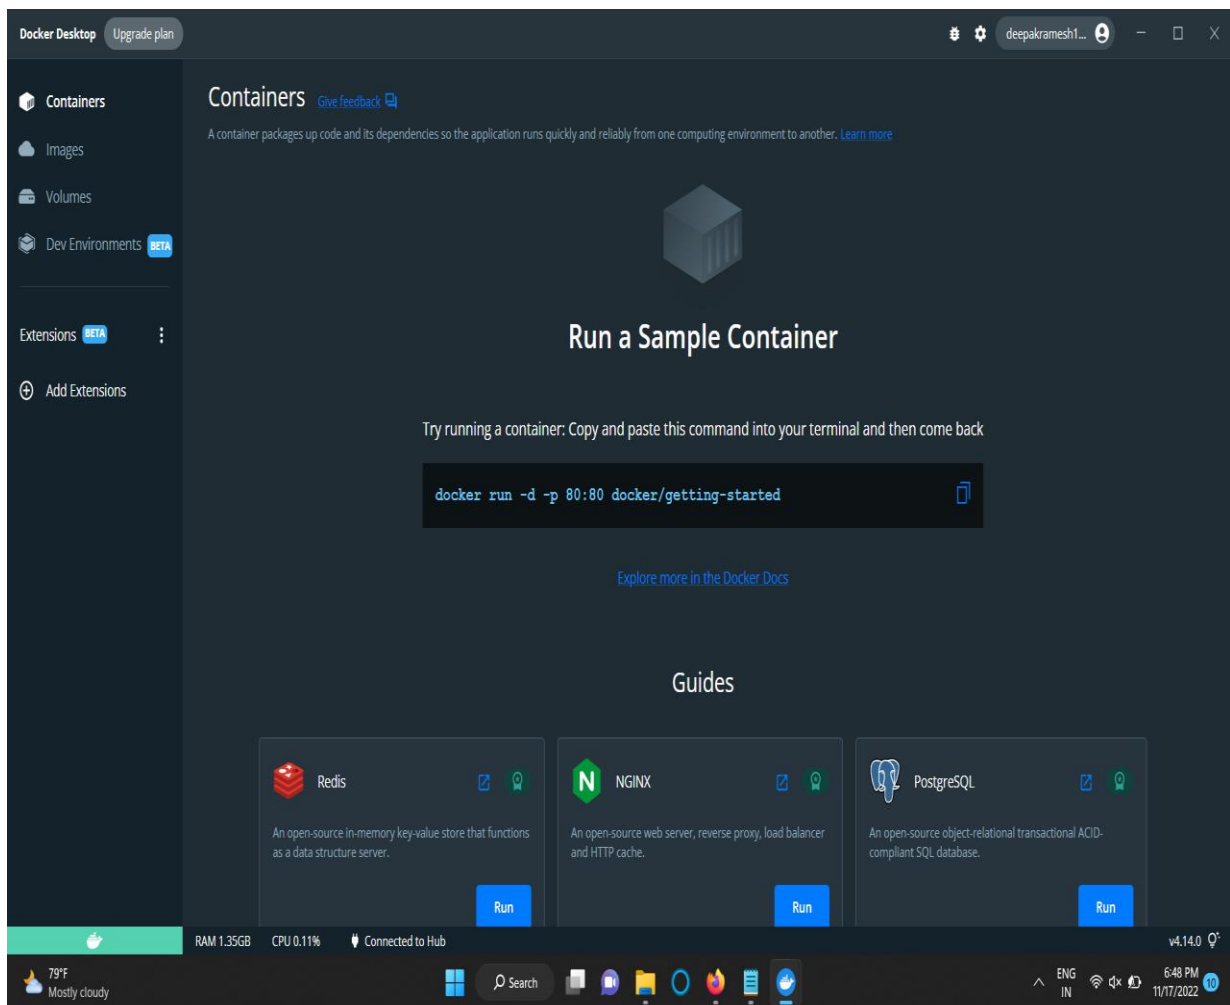 Docker Desktop Upgrade plan
deepakramesh1...
Containers
Images
Volumes
Dev Environments BETA
Extensions BETA
Add Extensions
Containers Give feedback
A container packages up code and its dependencies so the application runs quickly and reliably from one computing environment to another. Learn more
Run a Sample Container
Try running a container: Copy and paste this command into your terminal and then come back
docker run -d -p 80:80 docker/getting-started
Explore more in the Docker Docs
Guides
Redis
An open-source in-memory key-value store that functions
as a data structure server.
Run
NGINX
An open-source web server, reverse proxy, load balancer
and HTTP cache.
Run
PostgreSQL
An open-source object-relational transactional ACID-
compliant SQL database.
Run
RAM 1.35GB CPU 0.11% Connected to Hub
v4.14.0
79°F
Mostly cloudy
Search
ENG
IN
6:48 PM
11/17/2022
10